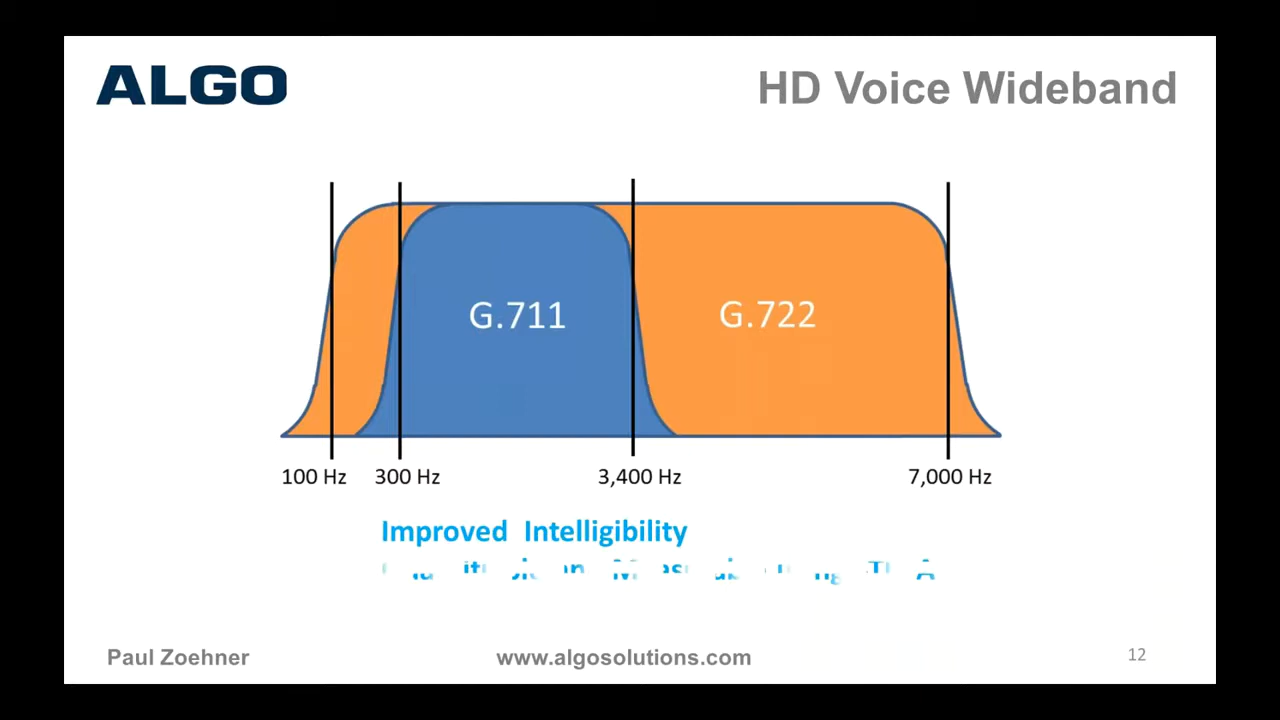 ALGO
HD Voice Wideband
G.711
G.722
100 Hz
300 Hz
3,400 Hz
7,000 Hz
Improved Intelligibility
Paul Zoehner
www.algosolutions.com
12